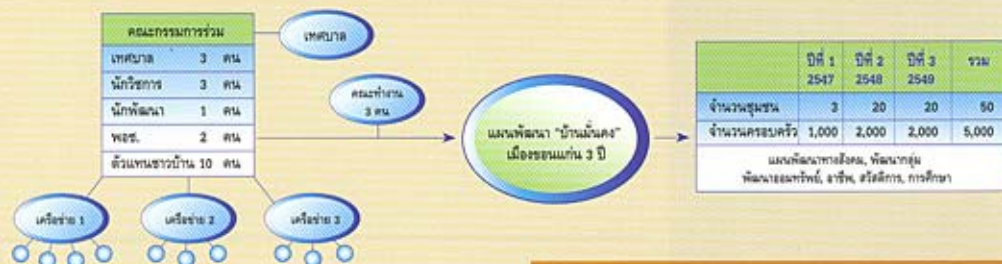 คณะกรรมการร่วม
เทศบาล 3 คน
นักวิชาการ 3 คน
นักพัฒนา 1 คน
พอช. 2 คน
ตัวแทนชาวบ้าน 10 คน
เทศบาล
คณะทำงาน
3 คน
เครือข่าย 1
เครือข่าย 2
เครือข่าย 3
แผนพัฒนา "บ้านมั่นคง"
เมืองขอนแก่น 3 ปี
ปีที่ 1 ปีที่ 2 ปีที่ 3 รวม
2547 2548 2549
จำนวนชุมชน 3 20 20 50
จำนวนครอบครัว 1,000 2,000 2,000 5,000
แผนพัฒนาทางสังคม, พัฒนากลุ่ม
พัฒนาออมทรัพย์, อาชีพ, สวัสดิการ, การศึกษา